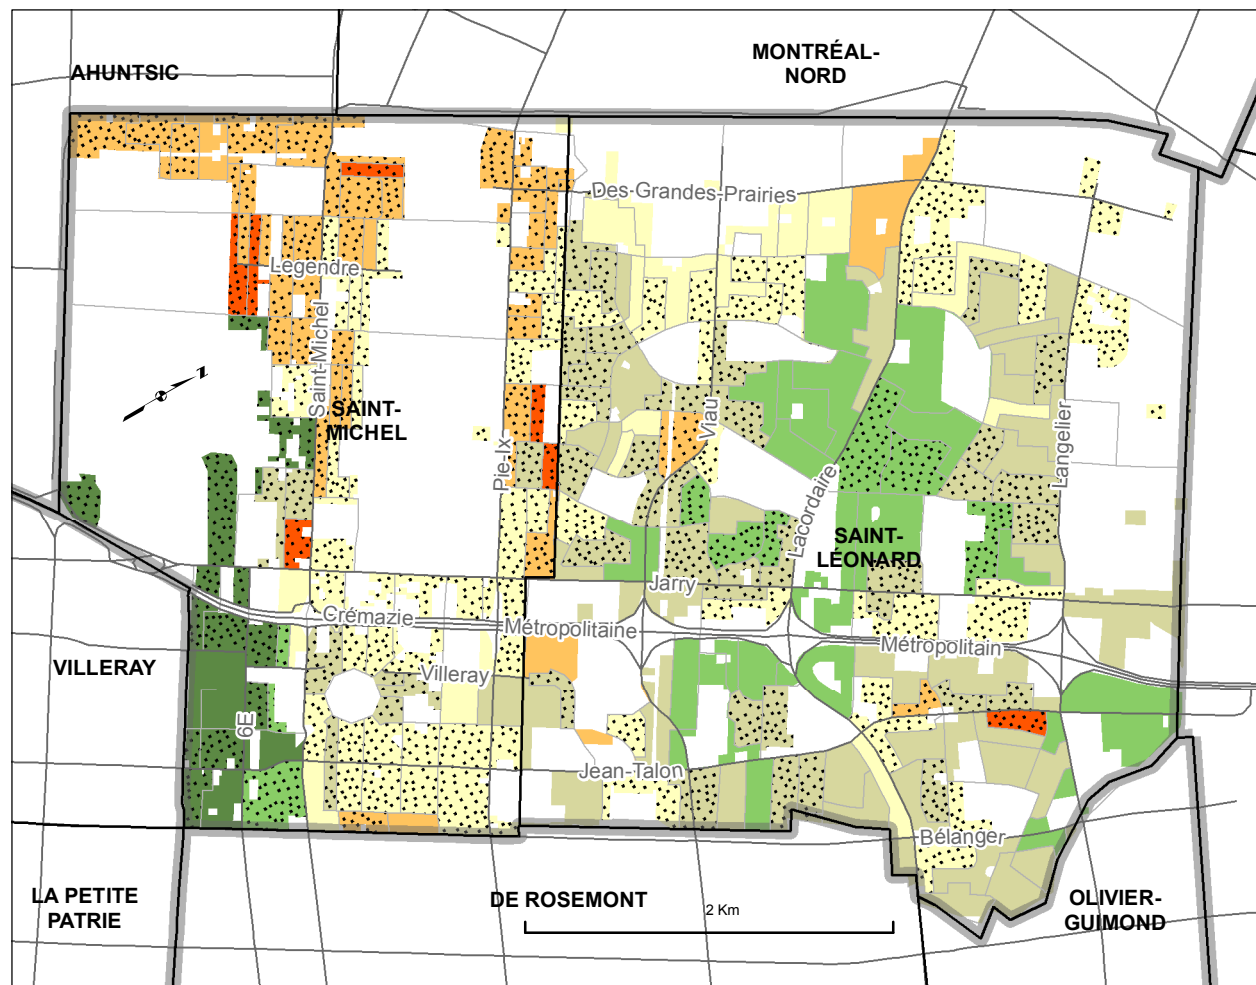 AHUNTSIC
MONTRÉAL-
NORD
Des-Grandes-Prairies
Legendre
Saint-Michel
SAINT-
MICHEL
Pie-Ix
Viau
Lacordaire
Langelier
SAINT-
LÉONARD
Jarry
Crémazie
Métropolitaine
Métropolitain
VILLERAY
Villeray
6E
Jean-Talon
Bélanger
LA PETITE
PATRIE
DE ROSEMONT
2 Km
OLIVIER-
GUIMOND